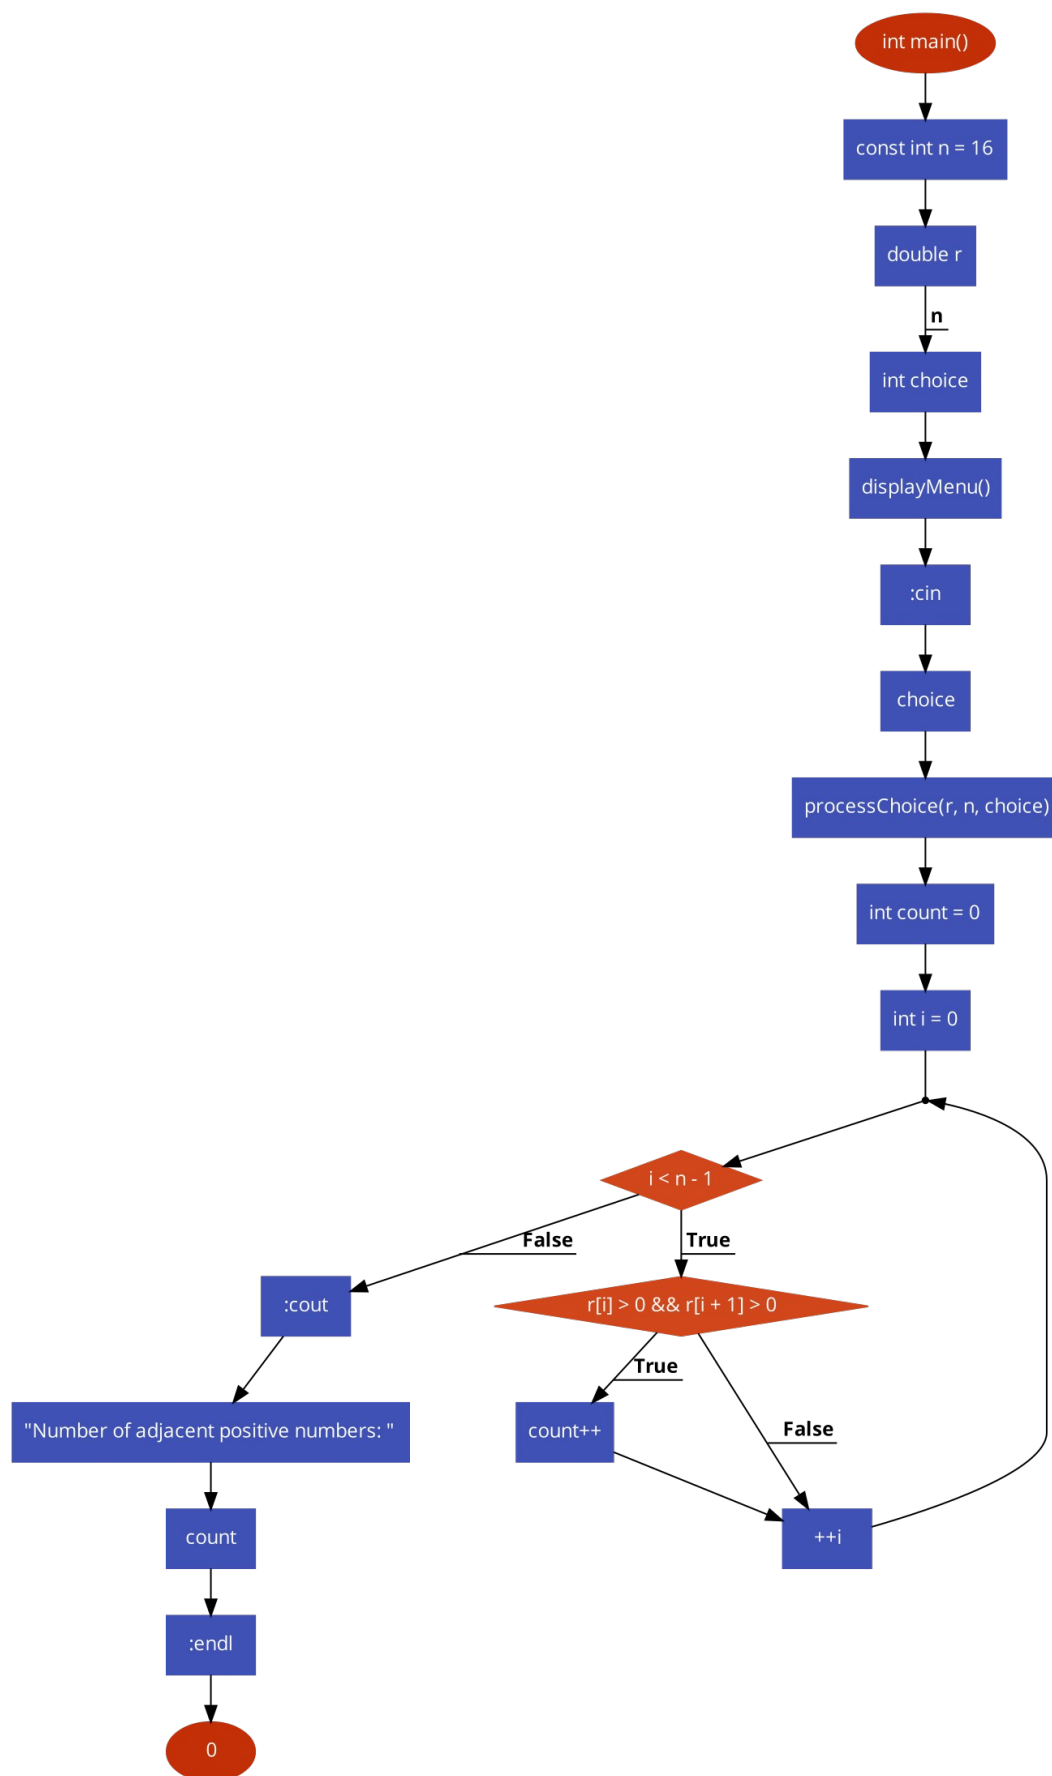 int main()
const int n = 16
double r
n
int choice
displayMenu()
:cin
choice
processChoice(r, n, choice)
int count = 0
int i = 0
i < n - 1
False
True
:cout
r[i] > 0 && r[i + 1] > 0
True
"Number of adjacent positive numbers: "
count++
False
count
++i
:endl
0